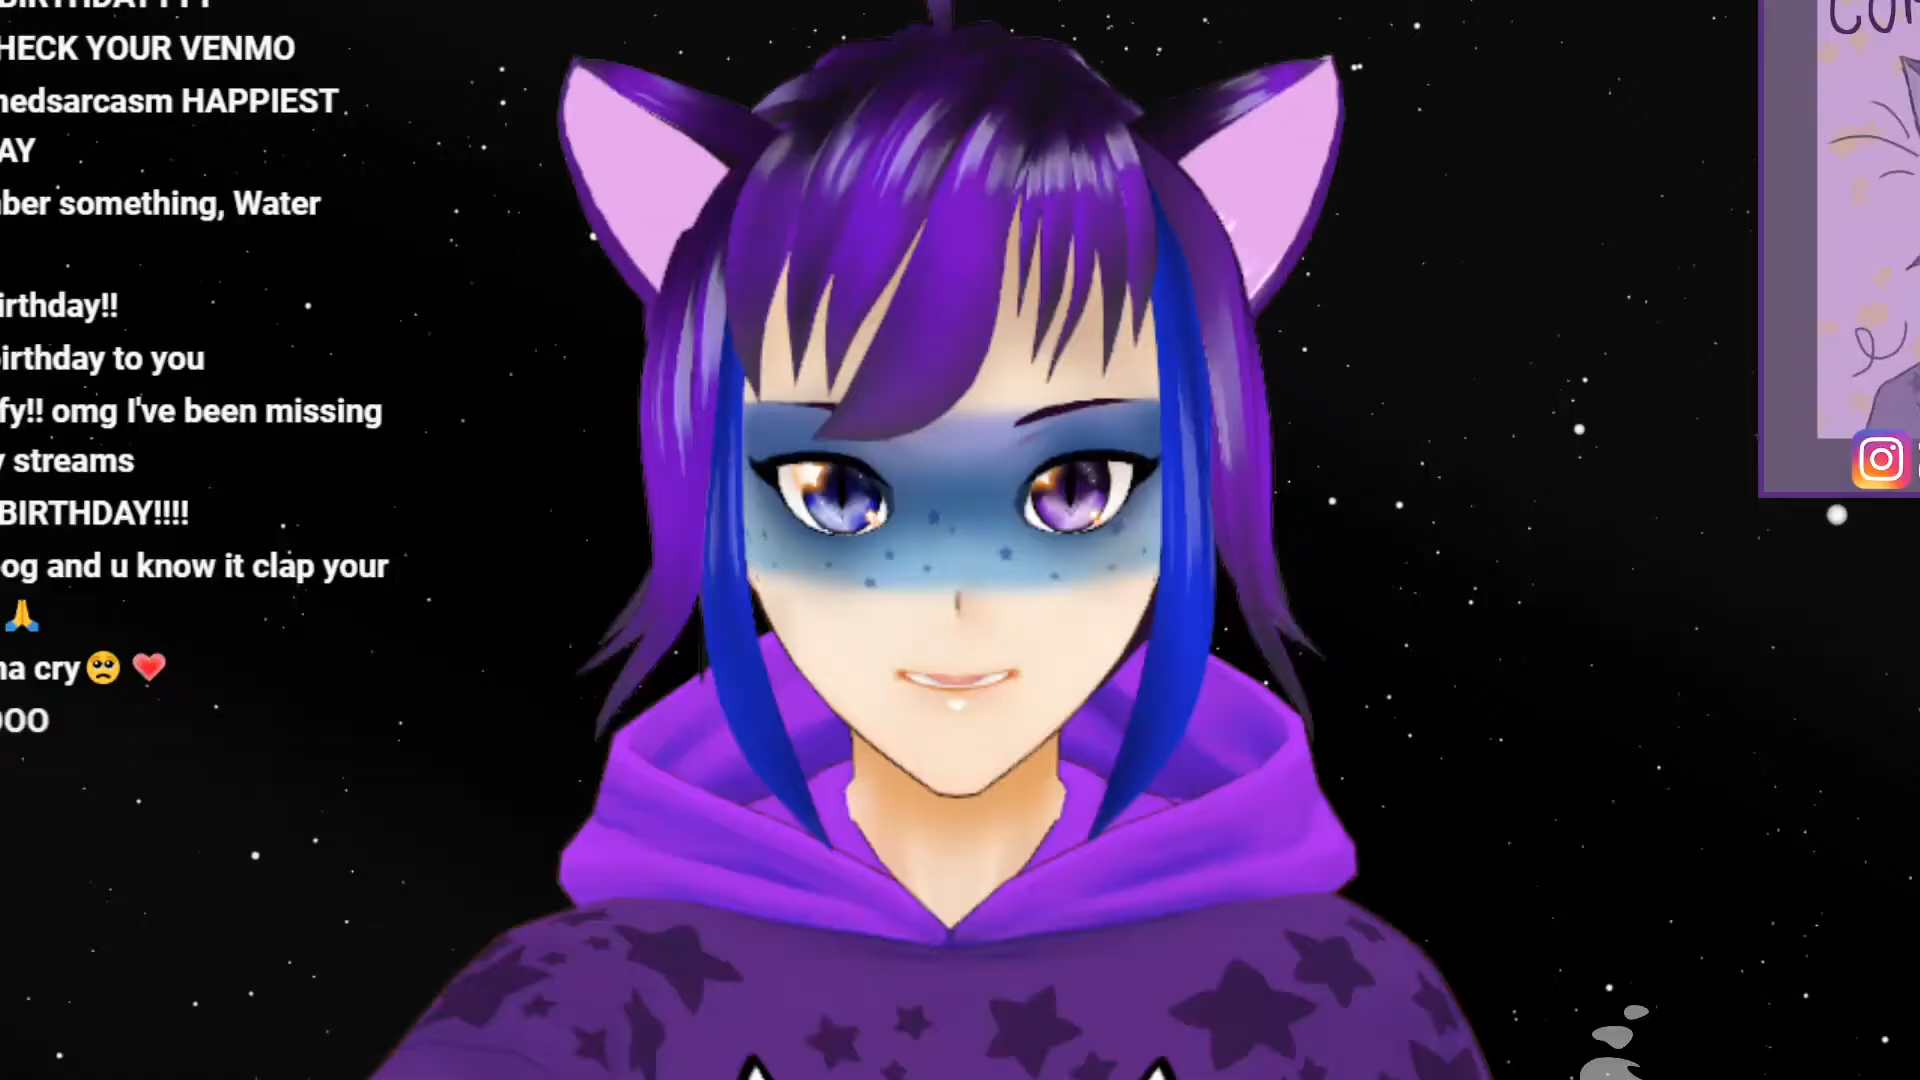 HECK YOUR VENMO
nedsarcasm HAPPIEST
AY
ber something, Water
irthday!!
irthday to you
fy!! omg I've been missing
y streams
BIRTHDAY!!!!
og and u know it clap your
🙏
na cry🥺 ❤️
OOO